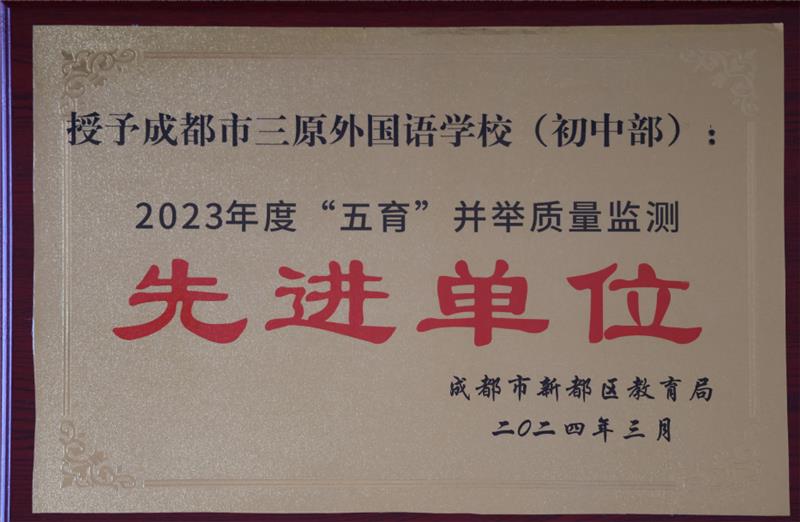 授予成都市三原外国语学校（初中部）：
2023年度“五育”并举质量监测
先进单位
成都市新都区教育局
二〇二四年三月